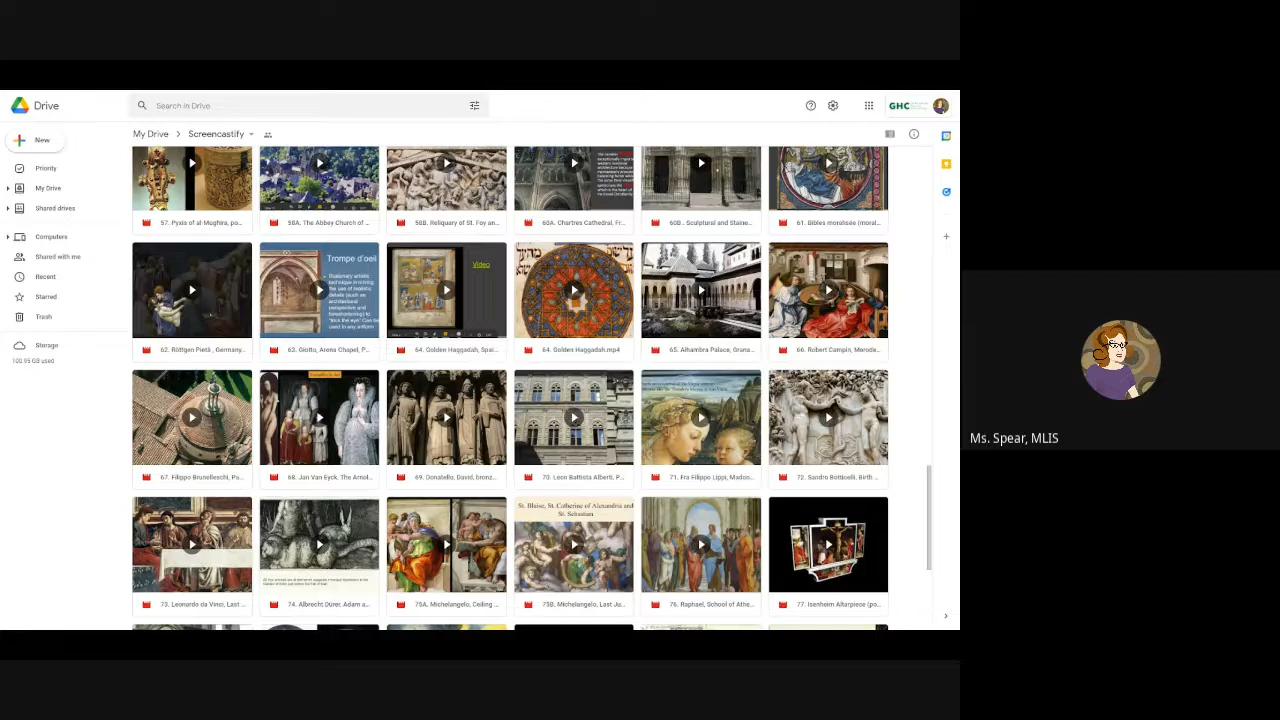 Drive
Search in Drive
GHC
My Drive
Screencastify
New
Priority
My Drive
Shared drives
Computers
Shared with me
Recent
Starred
Trash
Storage
100.95 GB used
57. Pyxis of al-Mughira, po...
58A. The Abbey Church of ...
58B. Reliquary of St. Foy an...
60A. Chartres Cathedral, Fr...
60B.. Sculptural and Staine...
61. Bibles moralisée (moral...
Trompe d'oeil
Video
62. Röttgen Pietà , Germany...
63. Giotto, Arena Chapel, P...
64. Golden Haggadah, Spai...
64. Golden Haggadah.mp4
65. Alhambra Palace, Grana...
66. Robert Campin, Merode...
67. Filippo Brunelleschi, Pa...
68. Jan Van Eyck, The Arnol...
69. Donatello, David, bronz...
70. Leon Battista Alberti, P...
71. Fra Filippo Lippi, Madon...
72. Sandro Botticelli, Birth ...
St. Blaise, St. Catherine of Alexandria and
St. Sebastian
73. Leonardo da Vinci, Last ...
74. Albrecht Dürer, Adam a...
75A. Michelangelo, Ceiling ...
75B. Michelangelo, Last Ju...
76. Raphael, School of Athe...
77. Isenheim Altarpiece (po...
Ms. Spear, MLIS